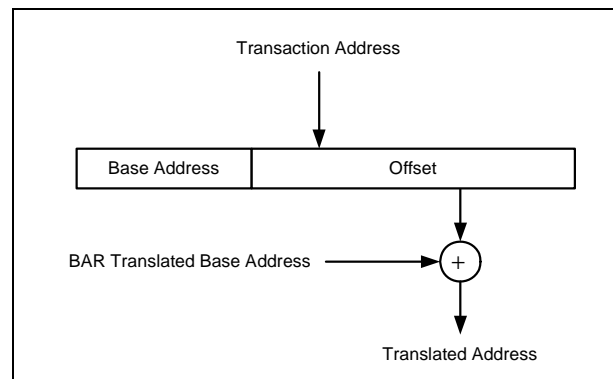 Transaction Address
Base Address Offset
BAR Translated Base Address +
Translated Address